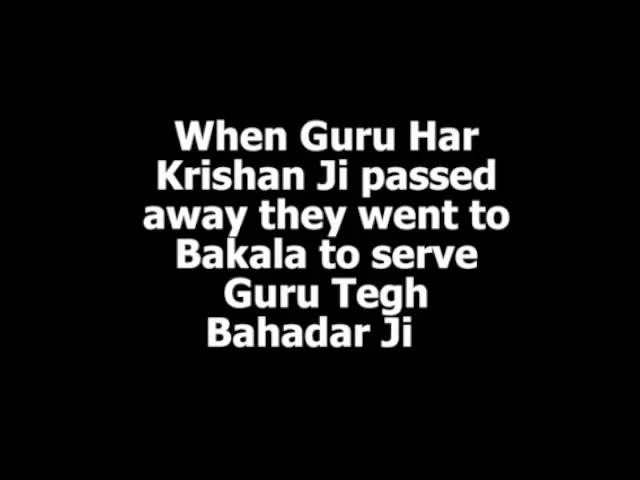 When Guru Har
Krishan Ji passed
away they went to
Bakala to serve
Guru Tegh
Bahadar Ji